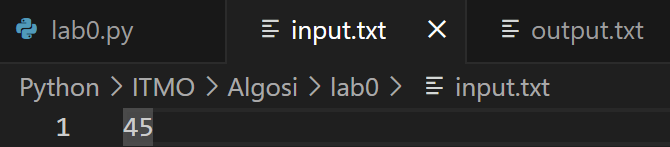 lab0.py input.txt × output.txt
Python > ITMO > Algosi > lab0 > input.txt
1 45